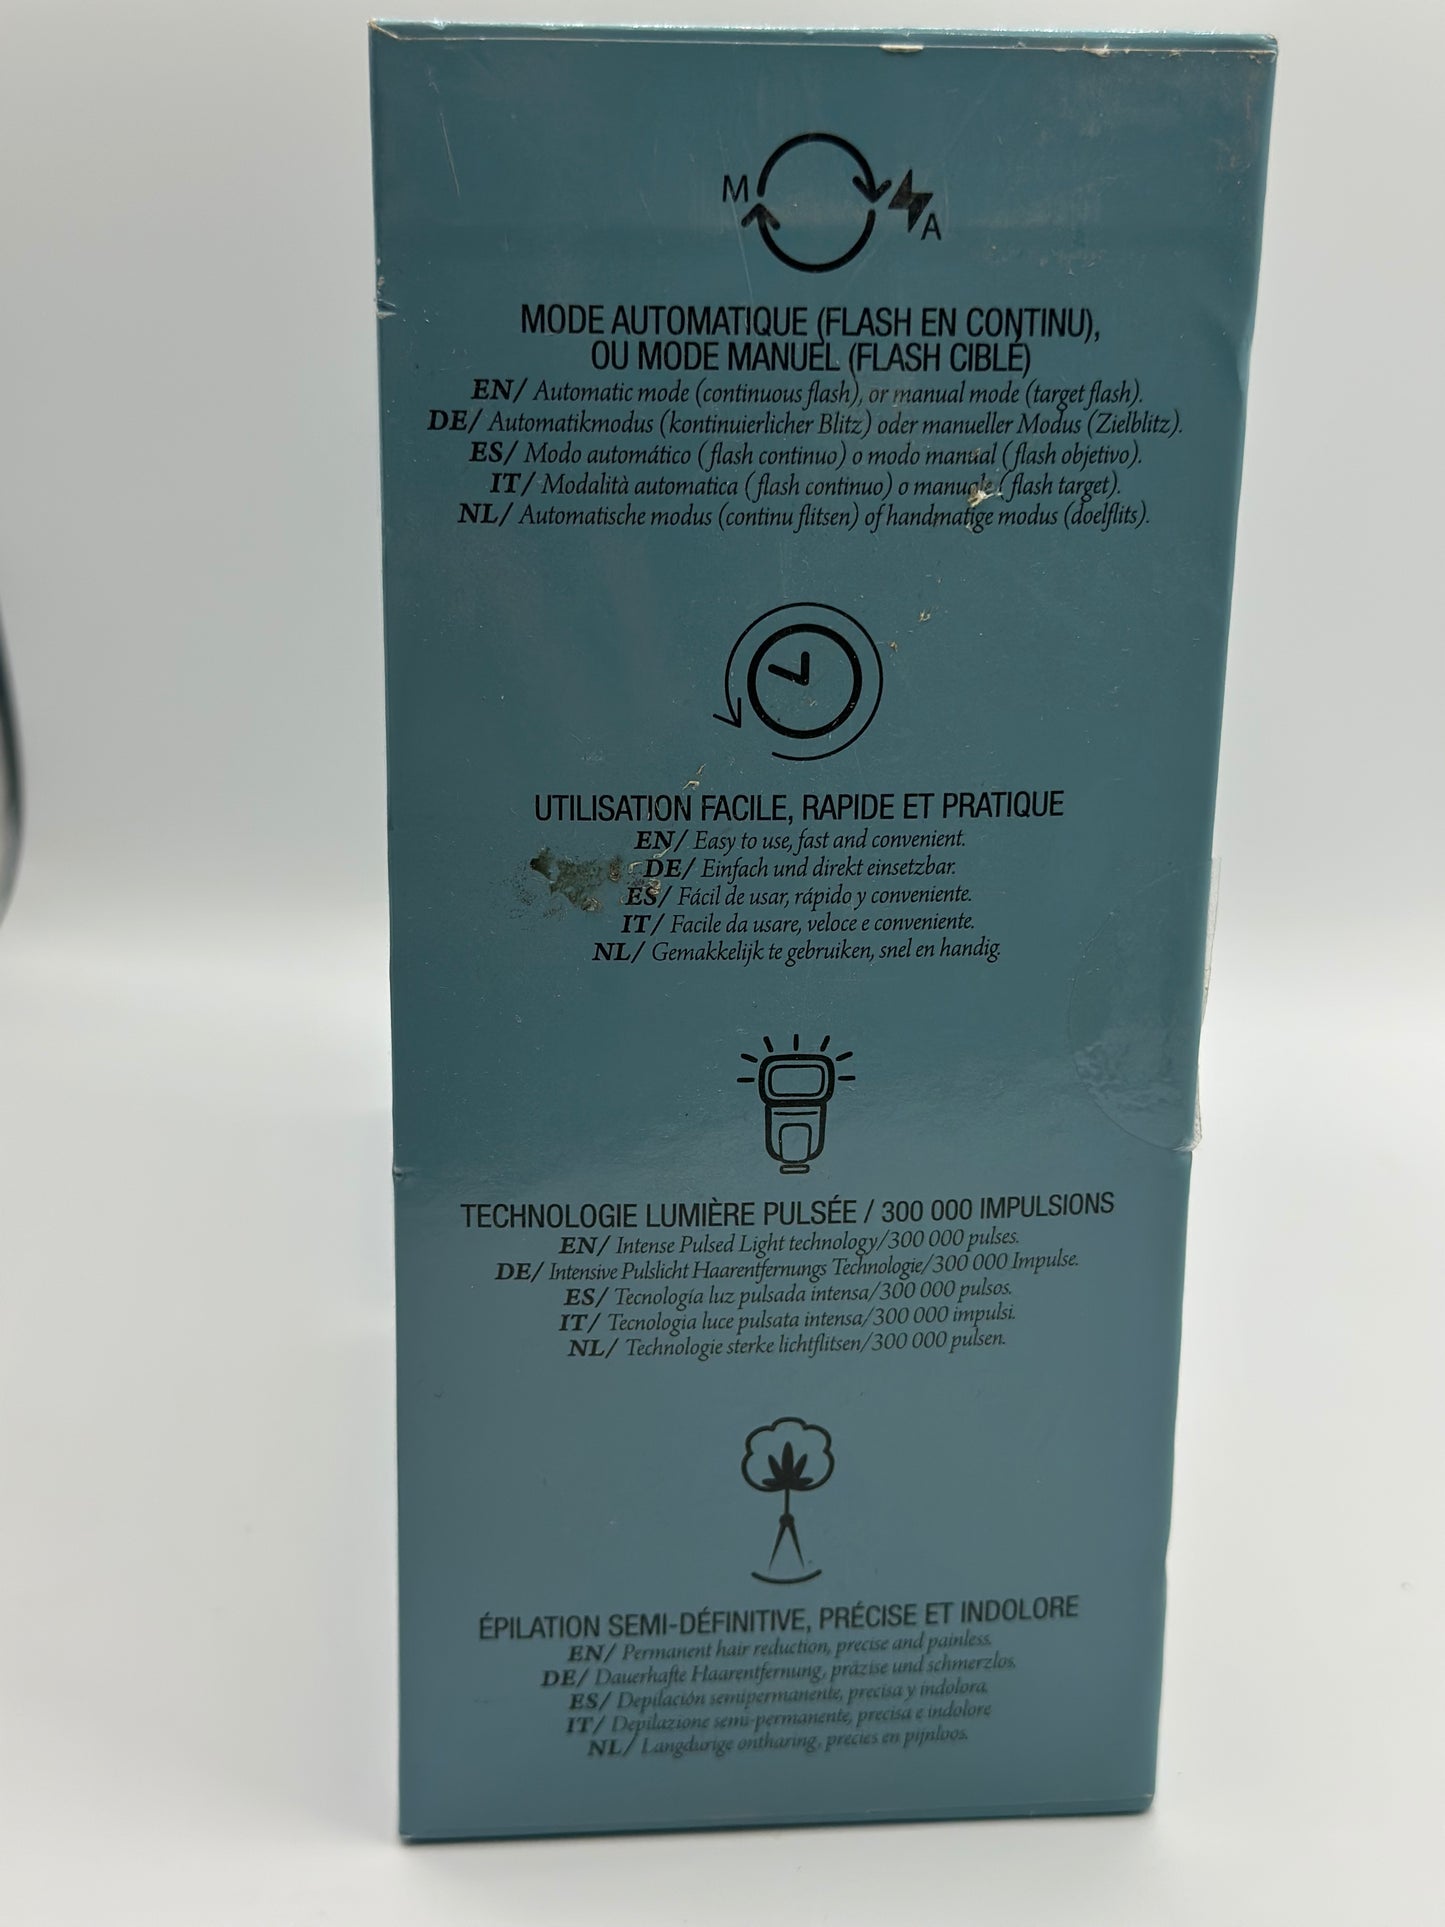 M
A
MODE AUTOMATIQUE (FLASH EN CONTINU),
OU MODE MANUEL (FLASH CIBLÉ)
EN/ Automatic mode (continuous flash), or manual mode (target flash).
DE/ Automatikmodus (kontinuierlicher Blitz) oder manueller Modus (Zielblitz).
ES/ Modo automático (flash continuo) o modo manual (flash objetivo).
IT/ Modalità automatica (flash continuo) o manuale (flash target).
NL/ Automatische modus (continu flitsen) of handmatige modus (doelflits).
UTILISATION FACILE, RAPIDE ET PRATIQUE
EN/ Easy to use, fast and convenient.
DE/ Einfach und direkt einsetzbar.
ES/ Fácil de usar, rápido y conveniente.
IT/ Facile da usare, veloce e conveniente.
NL/ Gemakkelijk te gebruiken, snel en handig.
TECHNOLOGIE LUMIÈRE PULSÉE / 300 000 IMPULSIONS
EN/ Intense Pulsed Light technology/300 000 pulses.
DE/ Intensive Pulslicht Haarentfernungs Technologie/300 000 Impulse.
ES/ Tecnología luz pulsada intensa/300 000 pulsos.
IT/ Tecnologia luce pulsata intensa/300 000 impulsi.
NL/ Technologie sterke lichtflitsen/300 000 pulsen.
ÉPILATION SEMI-DÉFINITIVE, PRÉCISE ET INDOLORE
EN/ Permanent hair reduction, precise and painless.
DE/ Dauerhafte Haarentfernung, präzise und schmerzlos.
ES/ Depilación semipermanente, precisa y indolora.
IT/ Depilazione semi-permanente, precisa e indolore
NL/ Langdurige ontharing, precies en pijnloos.